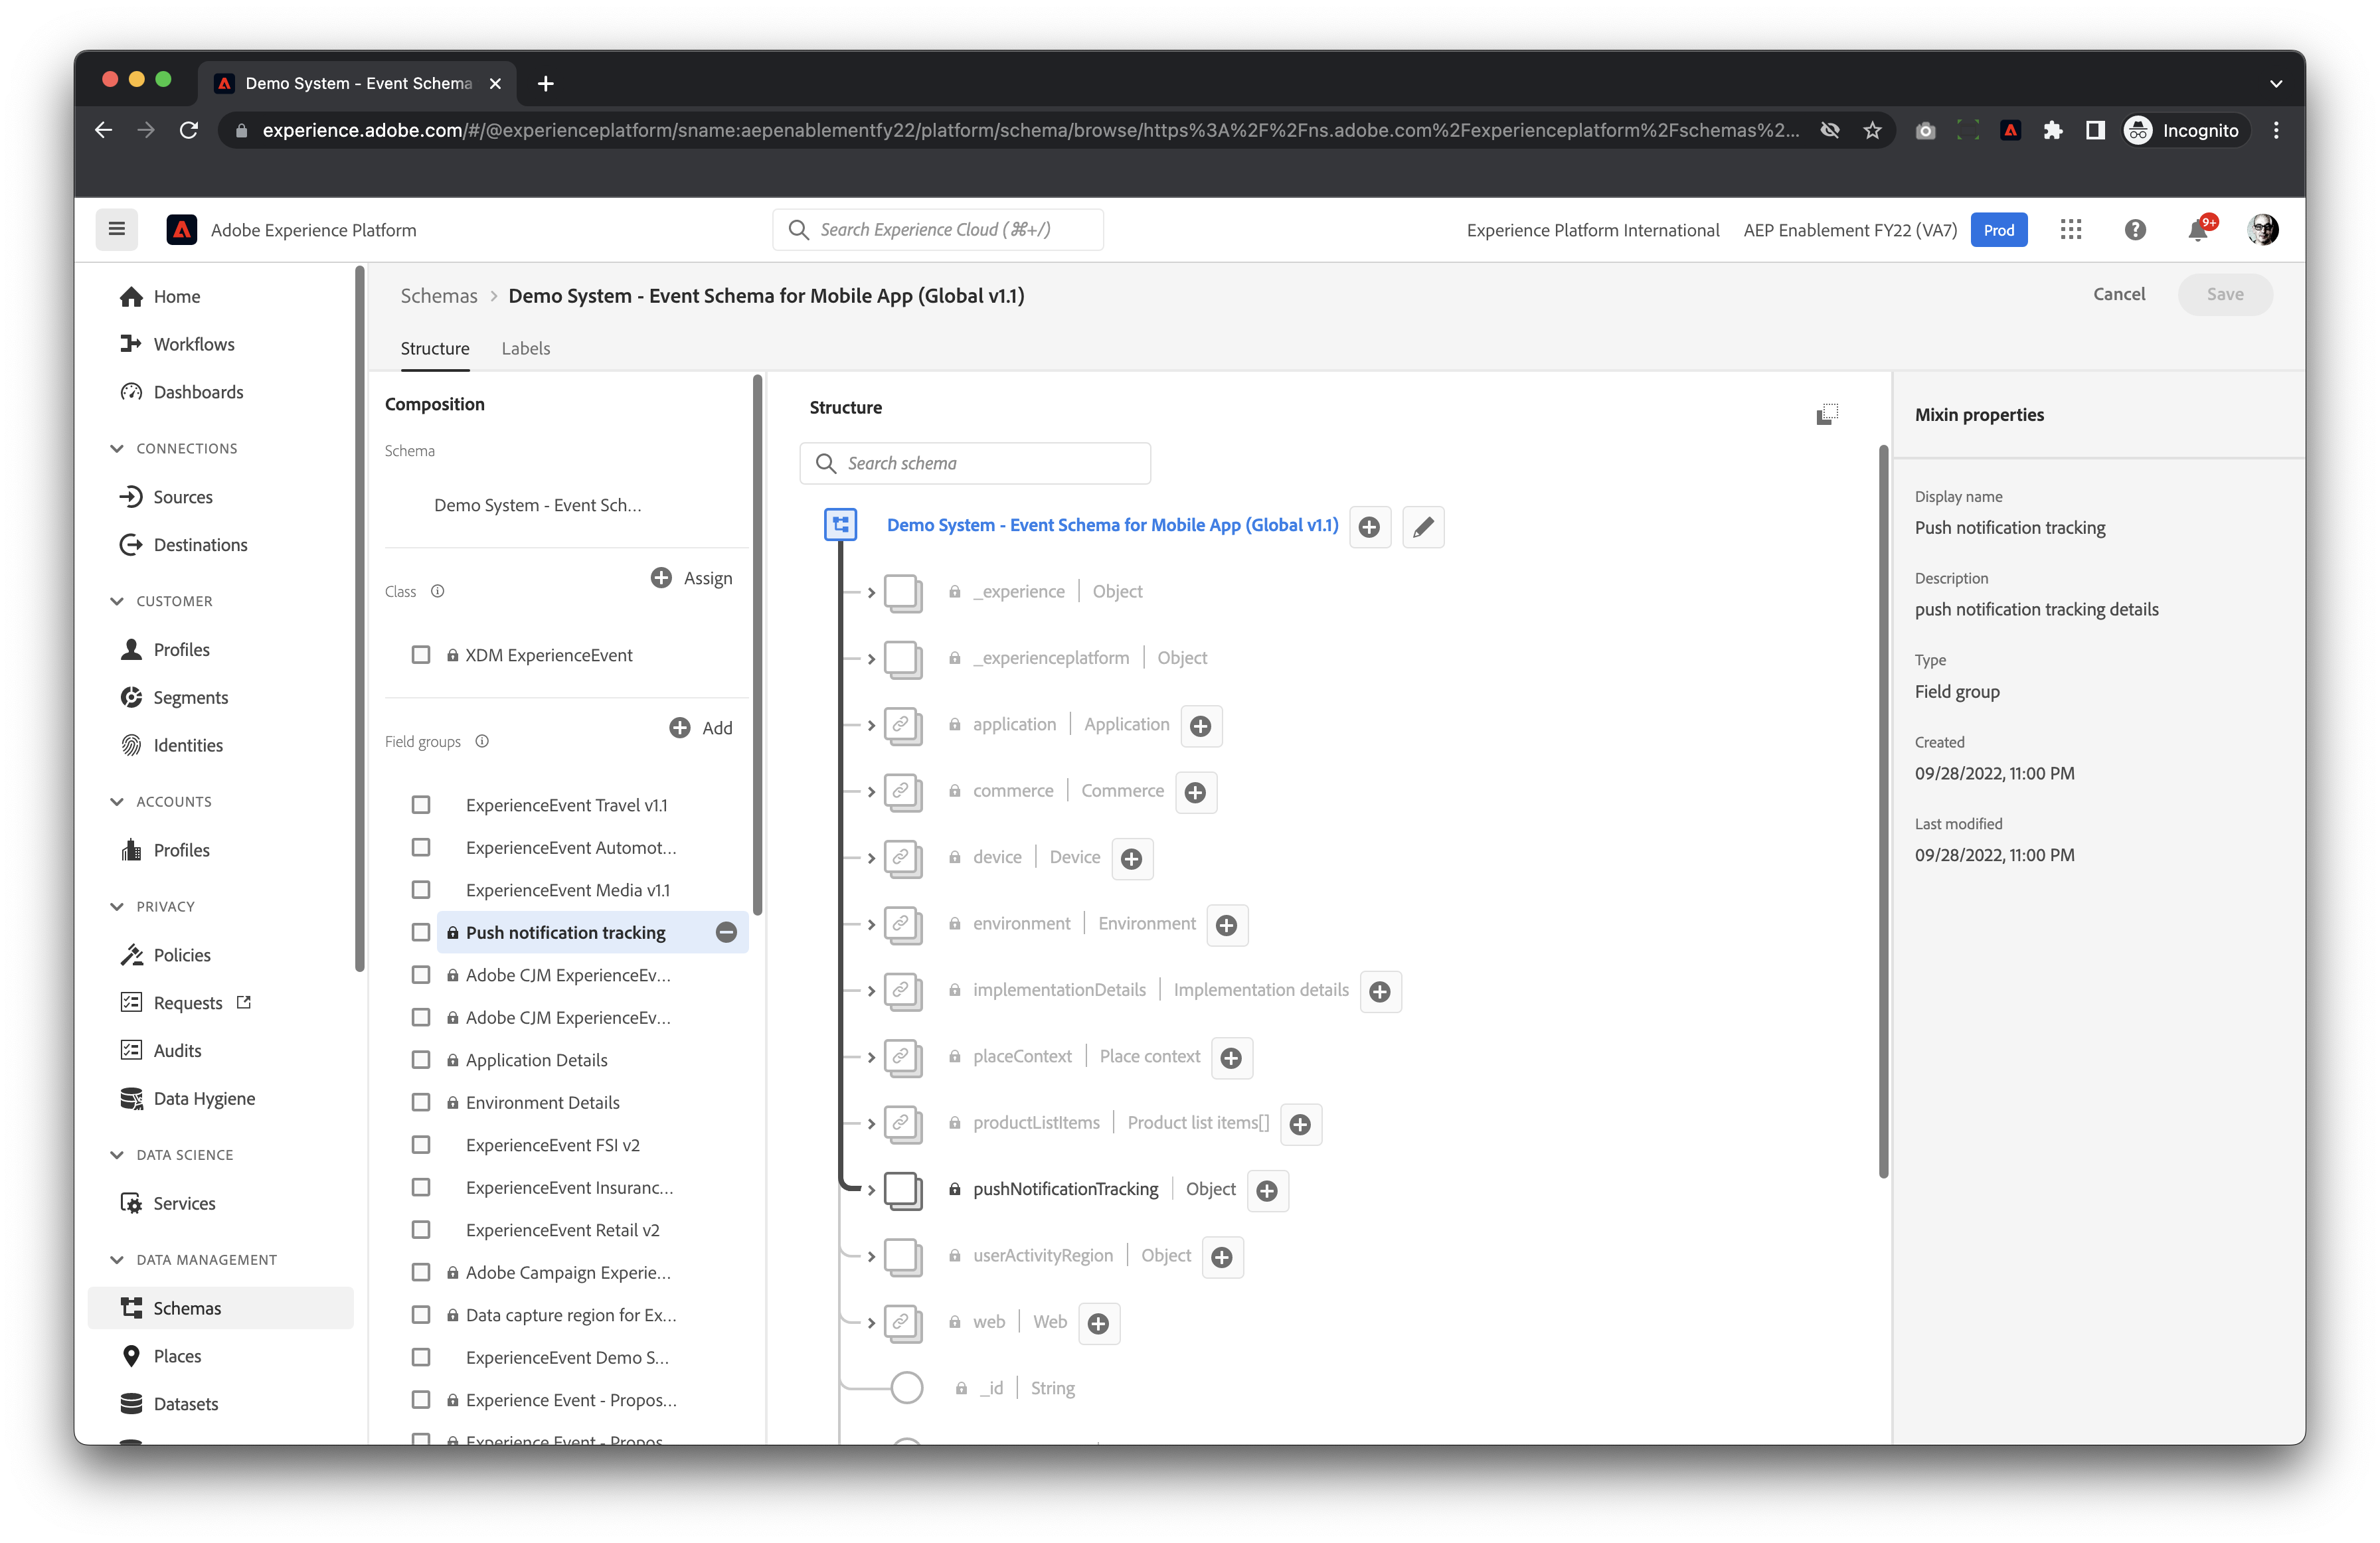 Demo System - Event Schema
experience.adobe.com/#/@experienceplatform/sname:aepenablementfy22/platform/schema/browse/https%3A%2F%2Fns.adobe.com%2Fexperienceplatform%2Fschemas%2...
Incognito
Adobe Experience Platform
Search Experience Cloud (⌘+/)
Experience Platform International
AEP Enablement FY22 (VA7)
Prod
9+
Home
Workflows
Dashboards
CONNECTIONS
Sources
Destinations
CUSTOMER
Profiles
Segments
Identities
ACCOUNTS
Profiles
PRIVACY
Policies
Requests
Audits
Data Hygiene
DATA SCIENCE
Services
DATA MANAGEMENT
Schemas
Places
Datasets
Schemas > Demo System - Event Schema for Mobile App (Global v1.1)
Cancel
Save
Structure
Labels
Composition
Schema
Demo System - Event Sch...
Class
Assign
XDM ExperienceEvent
Field groups
Add
ExperienceEvent Travel v1.1
ExperienceEvent Automot...
ExperienceEvent Media v1.1
Push notification tracking
Adobe CJM ExperienceEv...
Adobe CJM ExperienceEv...
Application Details
Environment Details
ExperienceEvent FSI v2
ExperienceEvent Insuranc...
ExperienceEvent Retail v2
Adobe Campaign Experie...
Data capture region for Ex...
ExperienceEvent Demo S...
Experience Event - Propos...
Experience Event - Propos...
Structure
Search schema
Demo System - Event Schema for Mobile App (Global v1.1)
_experience | Object
_experienceplatform | Object
application | Application
commerce | Commerce
device | Device
environment | Environment
implementationDetails | Implementation details
placeContext | Place context
productListItems | Product list items[]
pushNotificationTracking | Object
userActivityRegion | Object
web | Web
_id | String
Mixin properties
Display name
Push notification tracking
Description
push notification tracking details
Type
Field group
Created
09/28/2022, 11:00 PM
Last modified
09/28/2022, 11:00 PM